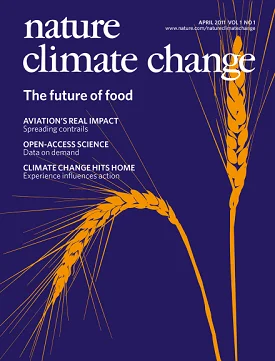 nature
APRIL 2011 VOL 1 NO 1
www.nature.com/natureclimatechange
climate change
The future of food
AVIATION'S REAL IMPACT
Spreading contrails
OPEN-ACCESS SCIENCE
Data on demand
CLIMATE CHANGE HITS HOME
Experience influences action